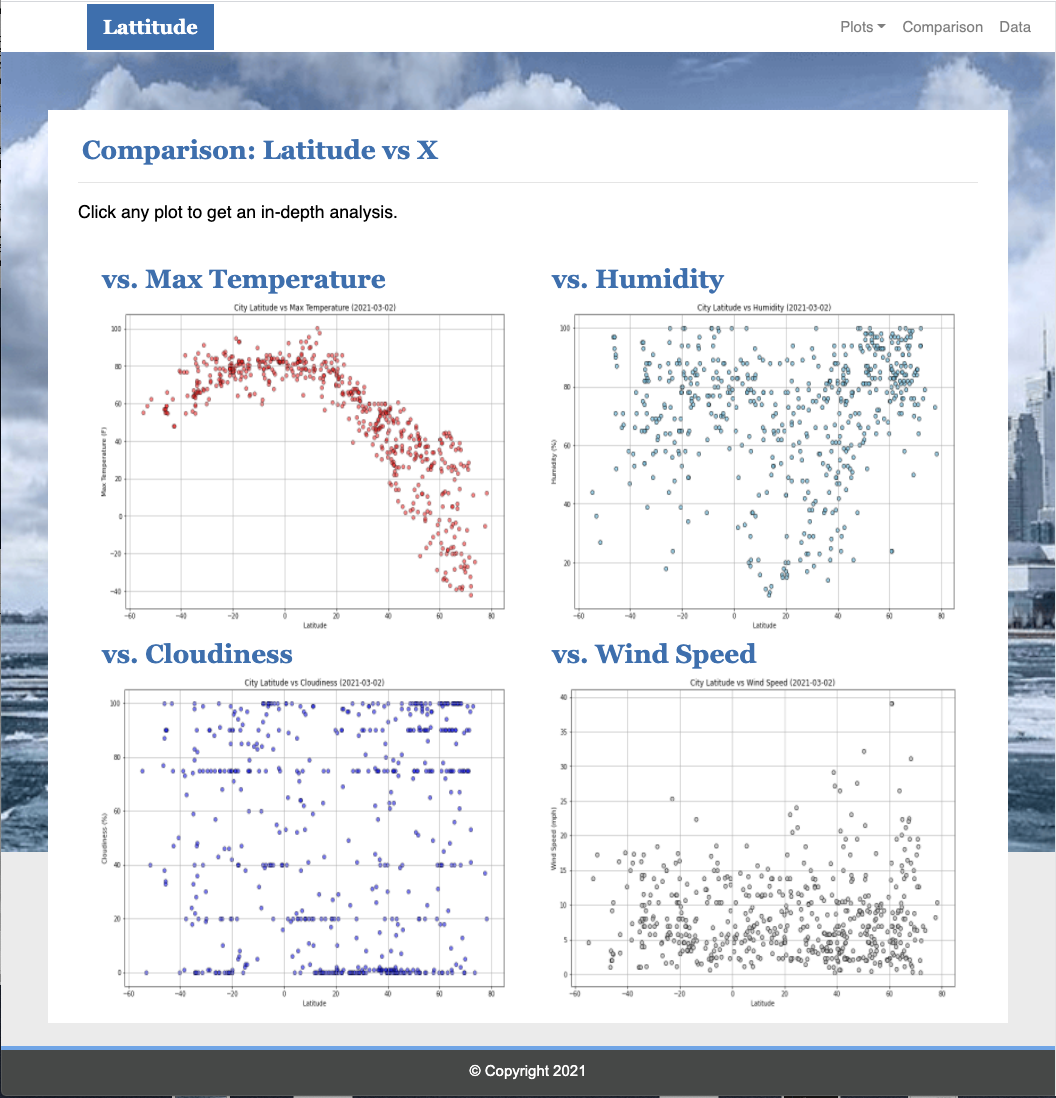 Lattitude
Plots Comparison Data
Comparison: Latitude vs X
Click any plot to get an in-depth analysis.
vs. Max Temperature
City Latitude vs Max Temperature (2021-03-02)
Max Temperature (F)
100
80
60
40
20
0
−20
−40
−60 −40 −20 0 20 40 60 80
Latitude
vs. Humidity
City Latitude vs Humidity (2021-03-02)
Humidity (%)
100
80
60
40
20
−60 −40 −20 0 20 40 60 80
Latitude
vs. Cloudiness
City Latitude vs Cloudiness (2021-03-02)
Cloudiness (%)
100
80
60
40
20
0
−60 −40 −20 0 20 40 60 80
Latitude
vs. Wind Speed
City Latitude vs Wind Speed (2021-03-02)
Wind Speed (mph)
40
35
30
25
20
15
10
5
0
−60 −40 −20 0 20 40 60 80
Latitude
© Copyright 2021